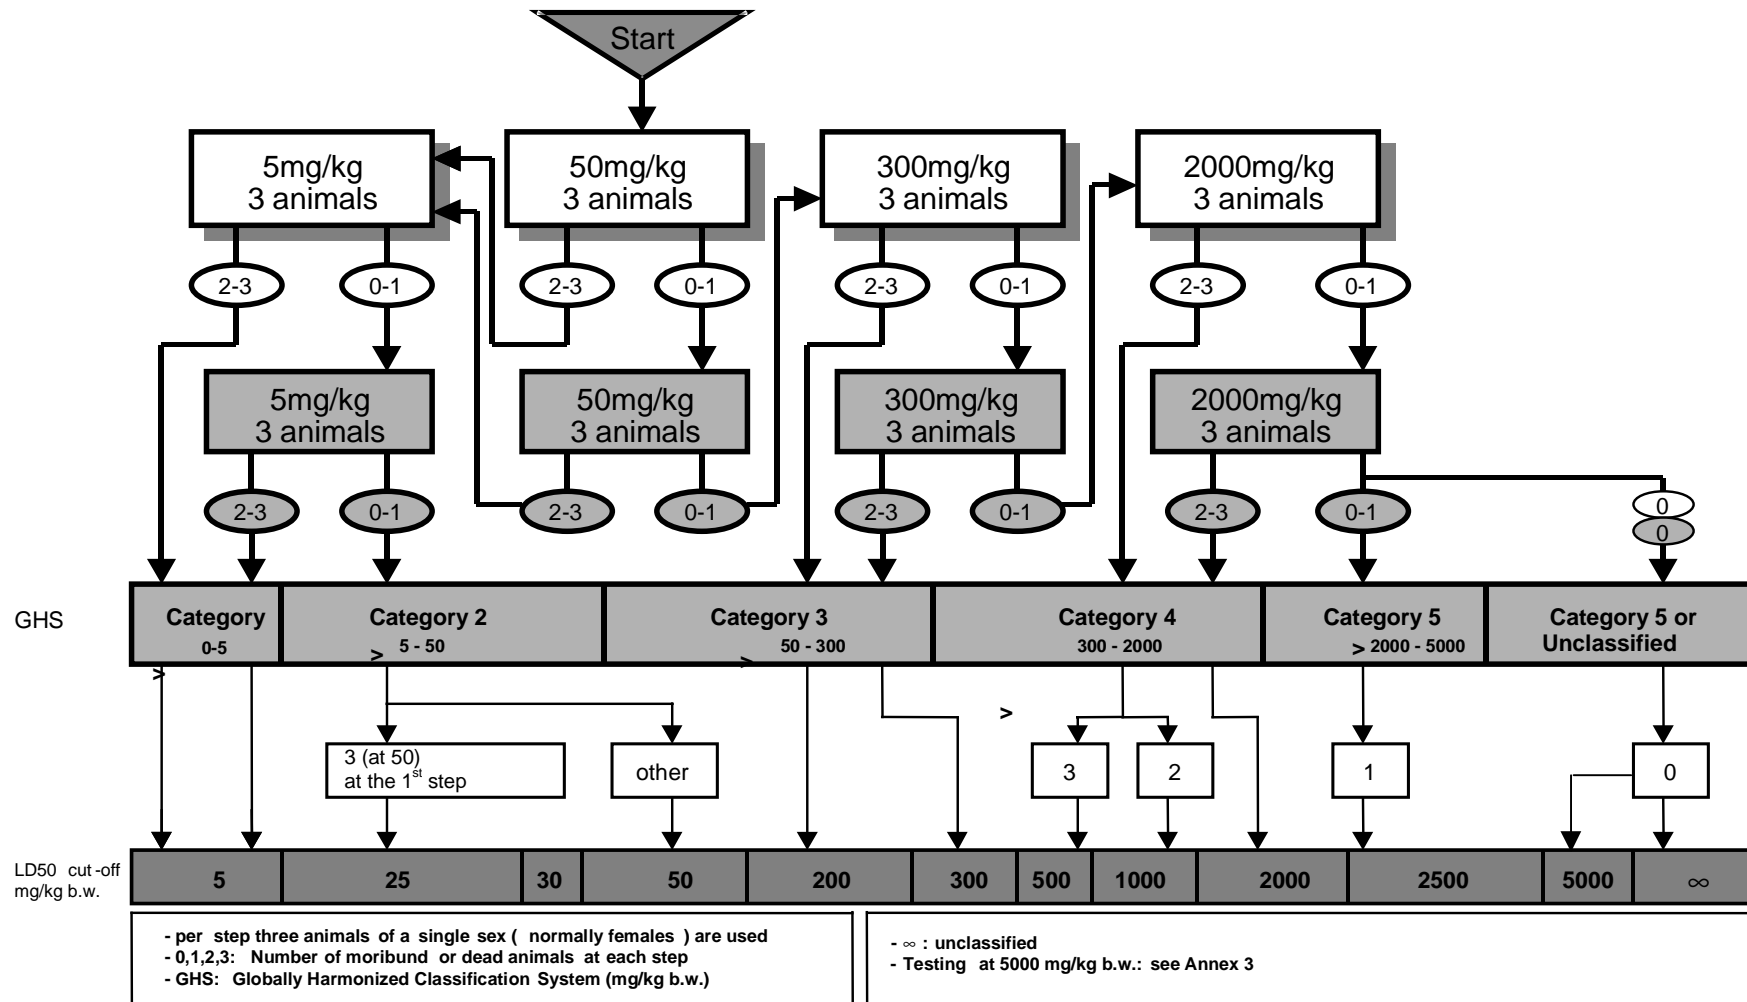 Start
5mg/kg
3 animals
50mg/kg
3 animals
300mg/kg
3 animals
2000mg/kg
3 animals
2-3
0-1
2-3
0-1
2-3
0-1
2-3
0-1
5mg/kg
3 animals
50mg/kg
3 animals
300mg/kg
3 animals
2000mg/kg
3 animals
2-3
0-1
2-3
0-1
2-3
0-1
2-3
0-1
0
0
GHS
Category
0-5
>
Category 2
> 5 - 50
Category 3
> 50 - 300
Category 4
300 - 2000
>
Category 5
> 2000 - 5000
Category 5 or
Unclassified
3 (at 50)
at the 1st step
other
3
2
1
0
LD50 cut-off
mg/kg b.w.
5
25
30
50
200
300
500
1000
2000
2500
5000
∞
- per step three animals of a single sex ( normally females ) are used
- 0,1,2,3: Number of moribund or dead animals at each step
- GHS: Globally Harmonized Classification System (mg/kg b.w.)
- ∞ : unclassified
- Testing at 5000 mg/kg b.w.: see Annex 3